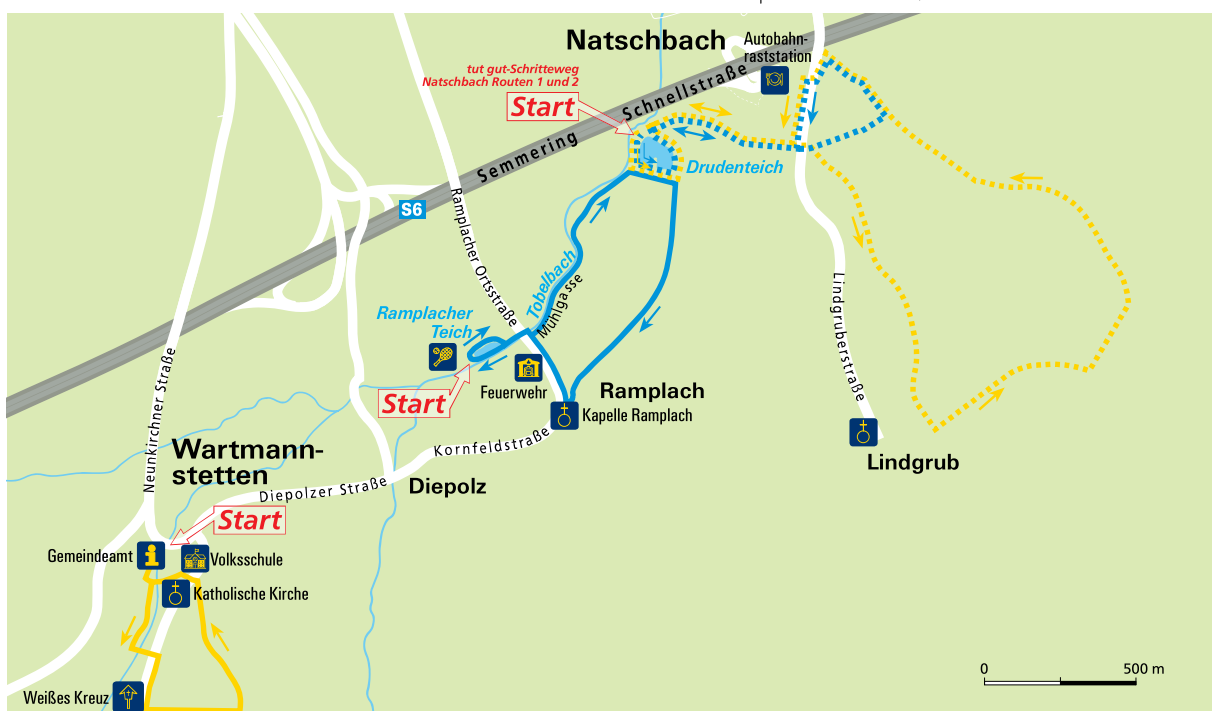 Natschbach
Autobahn-
raststation
tut gut-Schritteweg
Natschbach Routen 1 und 2
Start
Semmering Schnellstraße
Drudenteich
S6
Ramplacher Ortsstraße
Tobelbach
Mühlgasse
Lindgruberstraße
Ramplacher
Teich
Feuerwehr
Start
Ramplach
Kapelle Ramplach
Neunkirchner Straße
Kornfeldstraße
Wartmann-
stetten
Lindgrub
Diepolzer Straße
Diepolz
Start
Gemeindeamt
Volksschule
Katholische Kirche
0 500 m
Weißes Kreuz